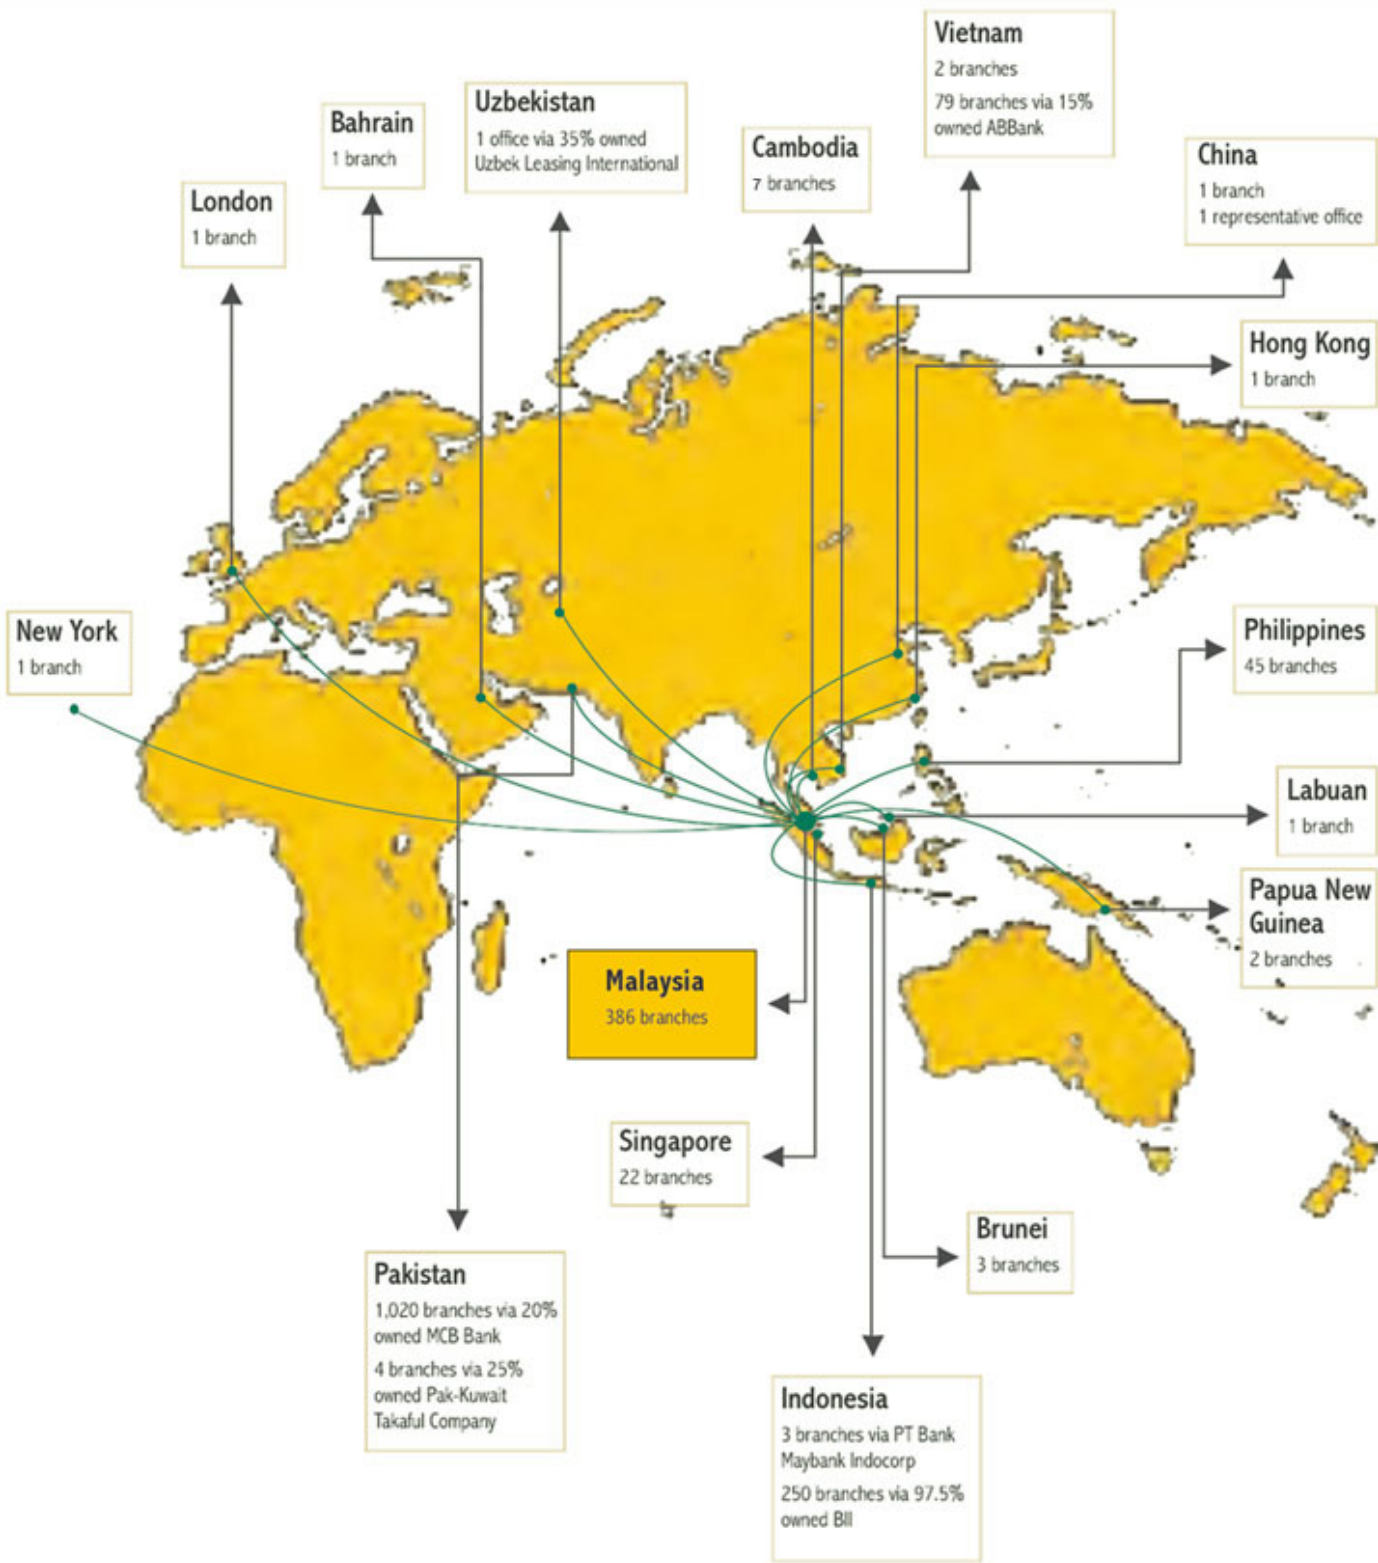 Vietnam
2 branches
79 branches via 15%
owned ABBank
Uzbekistan
1 office via 35% owned
Uzbek Leasing International
Bahrain
1 branch
Cambodia
7 branches
China
1 branch
1 representative office
London
1 branch
Hong Kong
1 branch
New York
1 branch
Philippines
45 branches
Labuan
1 branch
Papua New
Guinea
2 branches
Malaysia
386 branches
Singapore
22 branches
Brunei
3 branches
Pakistan
1,020 branches via 20%
owned MCB Bank
4 branches via 25%
owned Pak-Kuwait
Takaful Company
Indonesia
3 branches via PT Bank
Maybank Indocorp
250 branches via 97.5%
owned BII